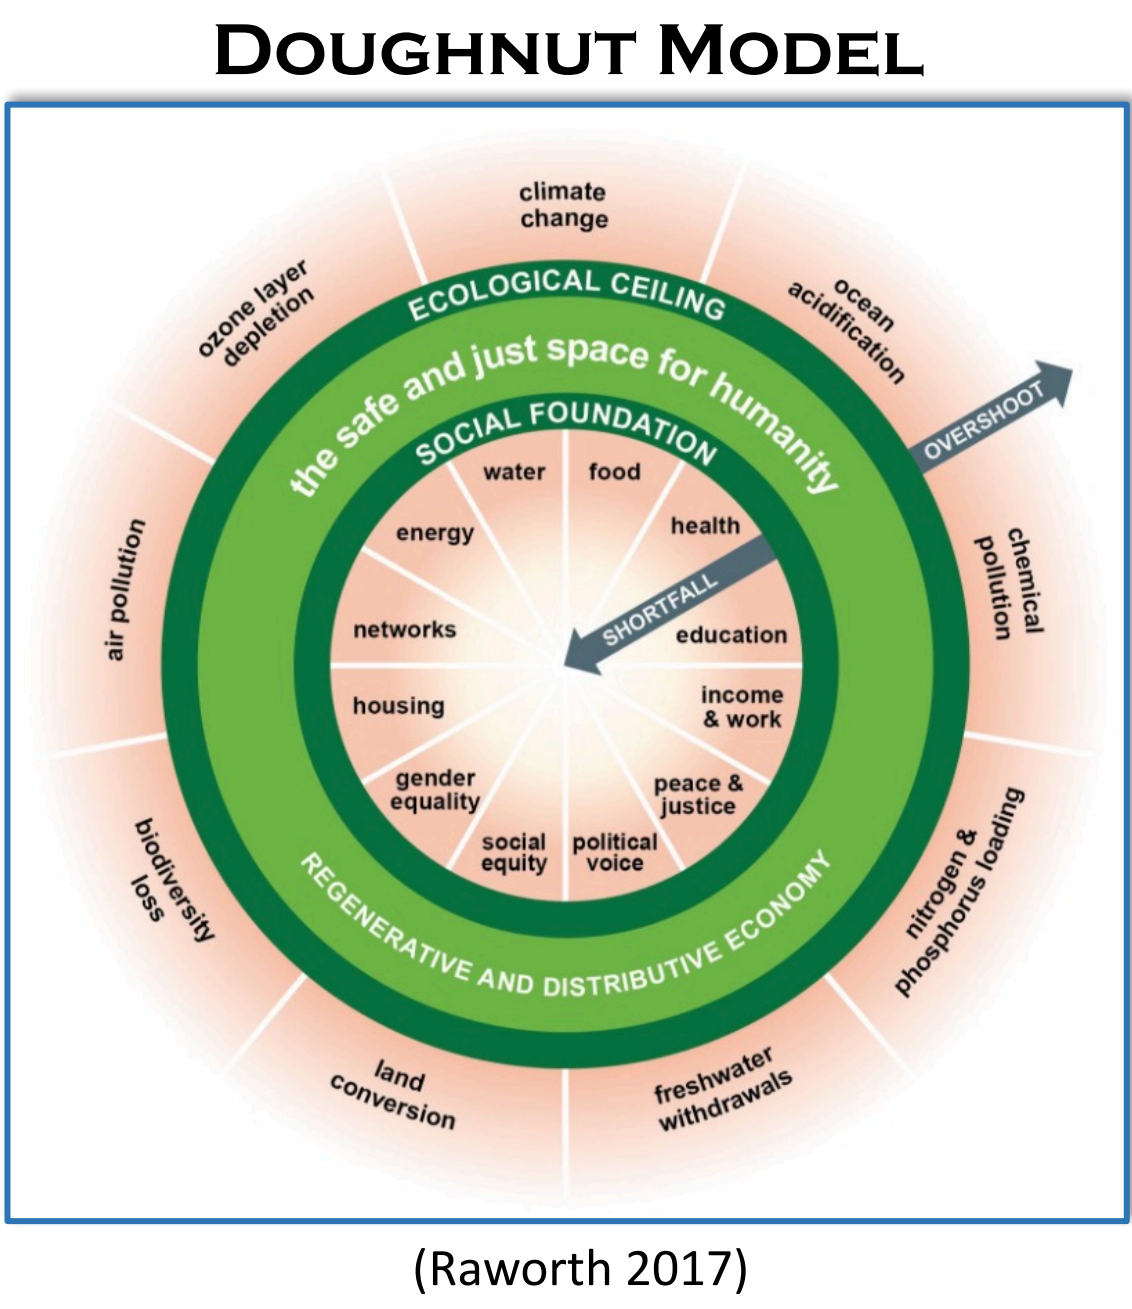 DOUGHNUT MODEL
climate
change
ocean
acidification
chemical
pollution
nitrogen &
phosphorus loading
freshwater
withdrawals
land
conversion
biodiversity
loss
air pollution
ozone layer
depletion
OVERSHOOT
ECOLOGICAL CEILING
the safe and just space for humanity
SOCIAL FOUNDATION
water
food
health
SHORTFALL
education
income
& work
peace &
justice
political
voice
social
equity
gender
equality
housing
networks
energy
REGENERATIVE AND DISTRIBUTIVE ECONOMY
(Raworth 2017)